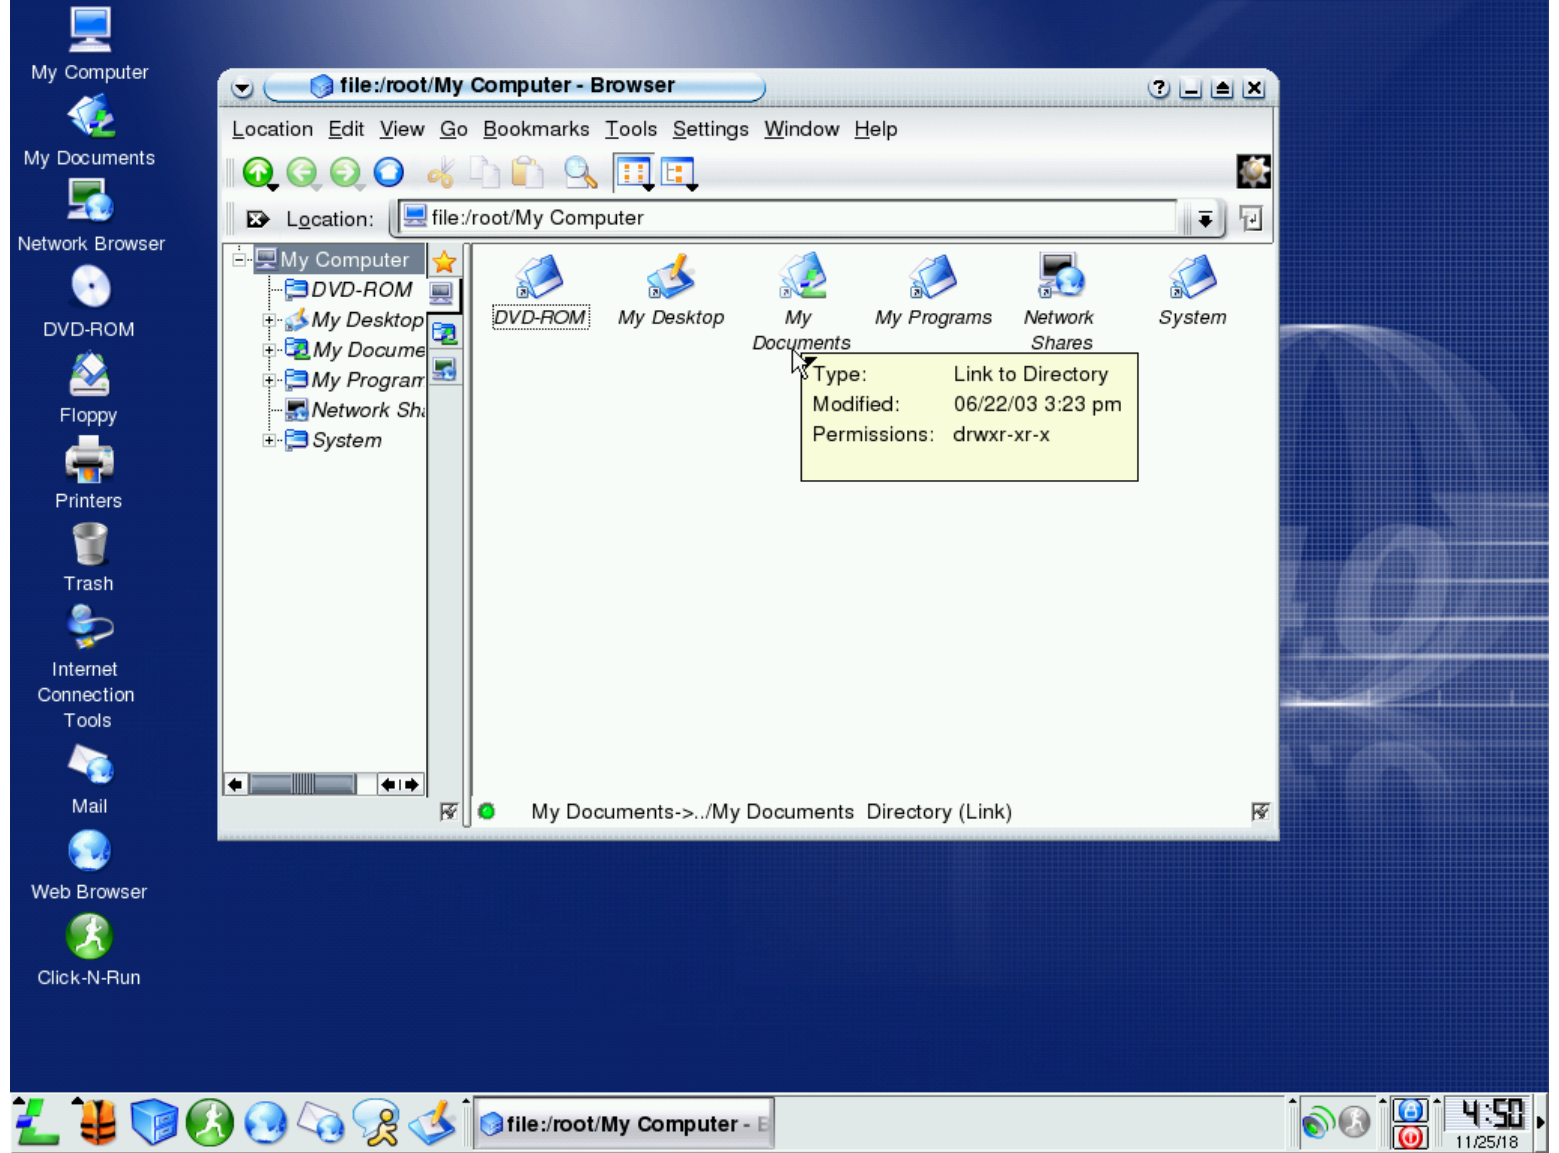 My Computer
My Documents
Network Browser
DVD-ROM
Floppy
Printers
Trash
Internet
Connection
Tools
Mail
Web Browser
Click-N-Run
file:/root/My Computer - Browser
Location Edit View Go Bookmarks Tools Settings Window Help
Location: file:/root/My Computer
My Computer
DVD-ROM
My Desktop
My Docume
My Program
Network Sha
System
DVD-ROM
My Desktop
My
Documents
My Programs
Network
Shares
System
Type: Link to Directory
Modified: 06/22/03 3:23 pm
Permissions: drwxr-xr-x
My Documents->../My Documents Directory (Link)
4.0
file:/root/My Computer - B
4:50
11/25/18